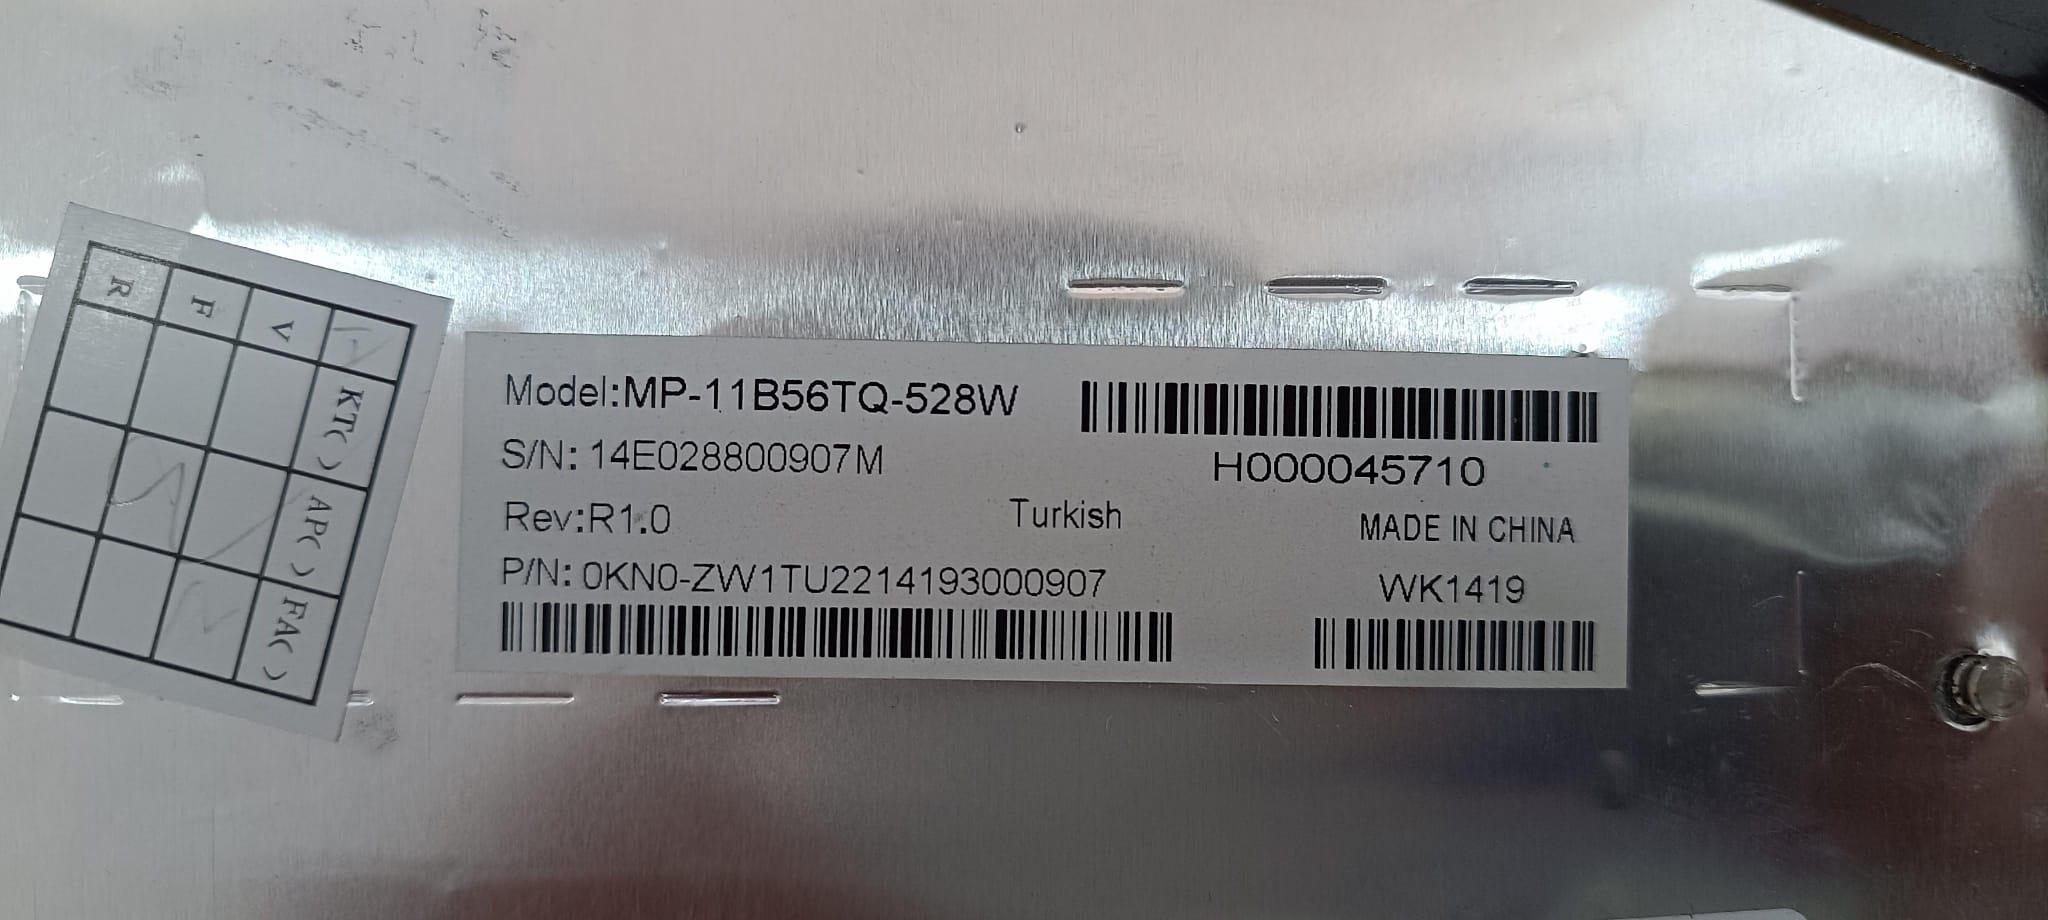 Model:MP-11B56TQ-528W
S/N: 14E028800907M
H000045710
Rev:R1.0
Turkish
MADE IN CHINA
P/N: 0KN0-ZW1TU2214193000907
WK1419
R
F
V
KT( )
AP( )
FA( )